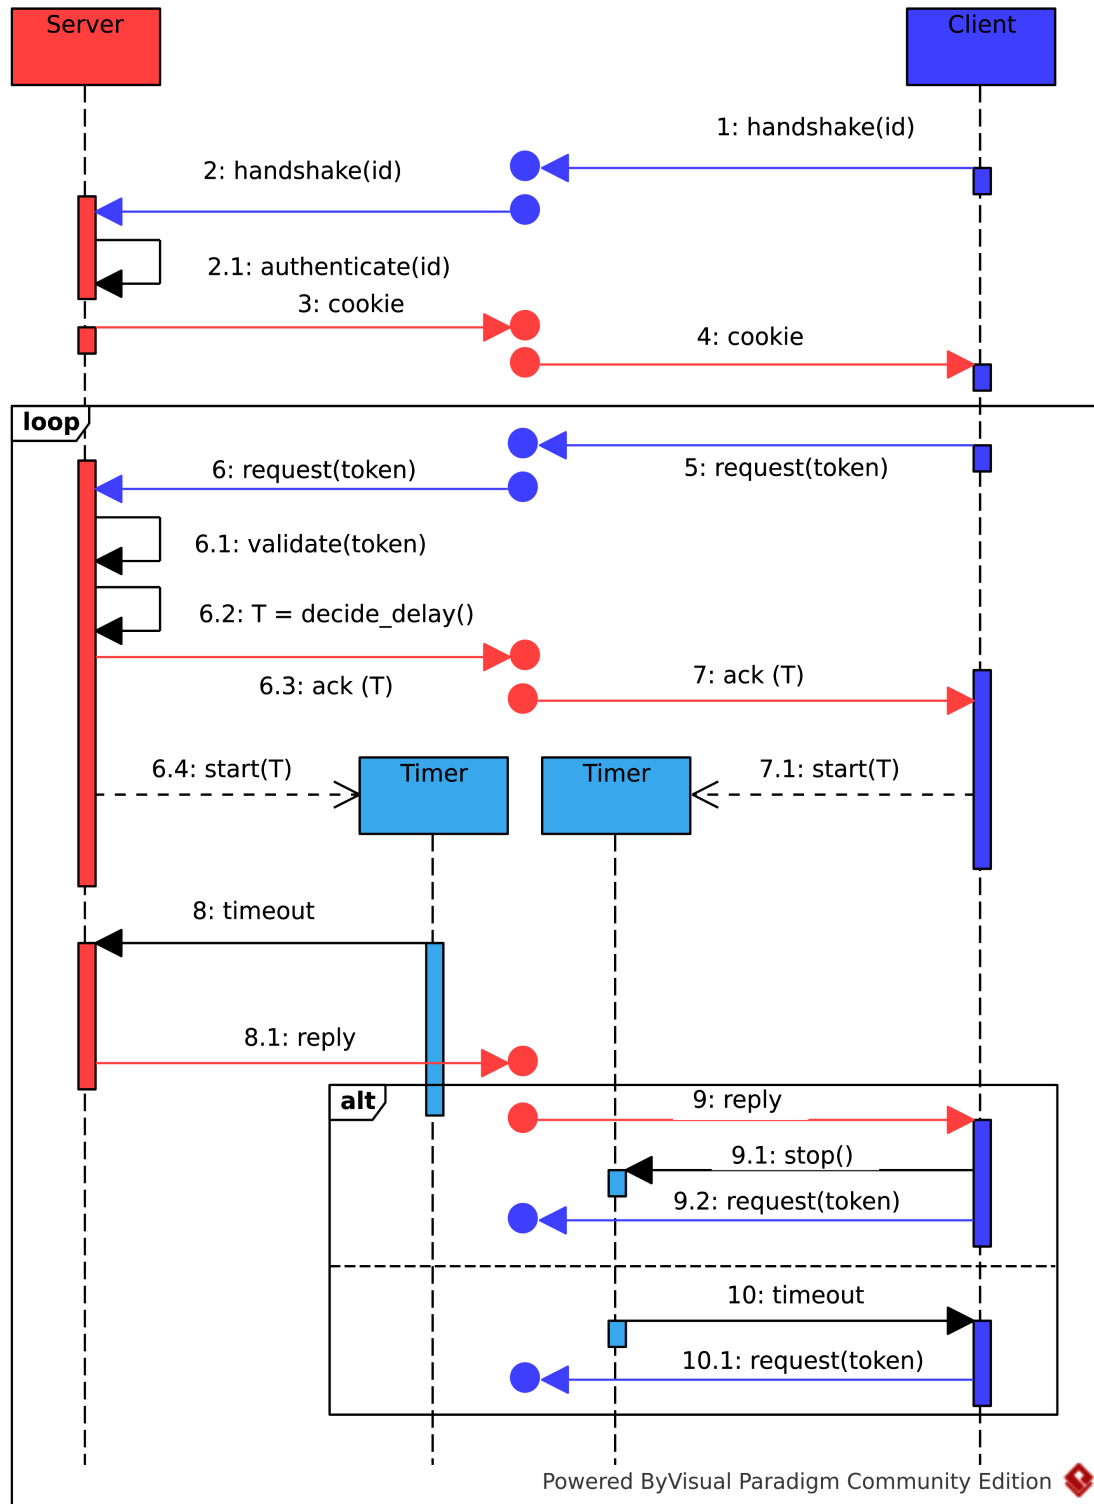 Server
Client
1: handshake(id)
2: handshake(id)
2.1: authenticate(id)
3: cookie
4: cookie
loop
5: request(token)
6: request(token)
6.1: validate(token)
6.2: T = decide_delay()
6.3: ack (T)
7: ack (T)
6.4: start(T)
Timer
Timer
7.1: start(T)
8: timeout
8.1: reply
alt
9: reply
9.1: stop()
9.2: request(token)
10: timeout
10.1: request(token)
Powered ByVisual Paradigm Community Edition